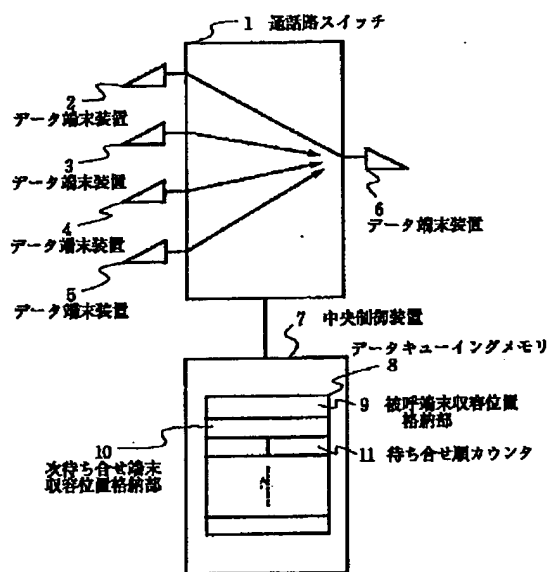 1 通話路スイッチ
2
データ端末装置
3
データ端末装置
4
データ端末装置
5
データ端末装置
6
データ端末装置
7 中央制御装置
データキューイングメモリ
8
9 被呼端末収容位置
格納部
10
次待ち合せ端末
収容位置格納部
11 待ち合せ順カウンタ